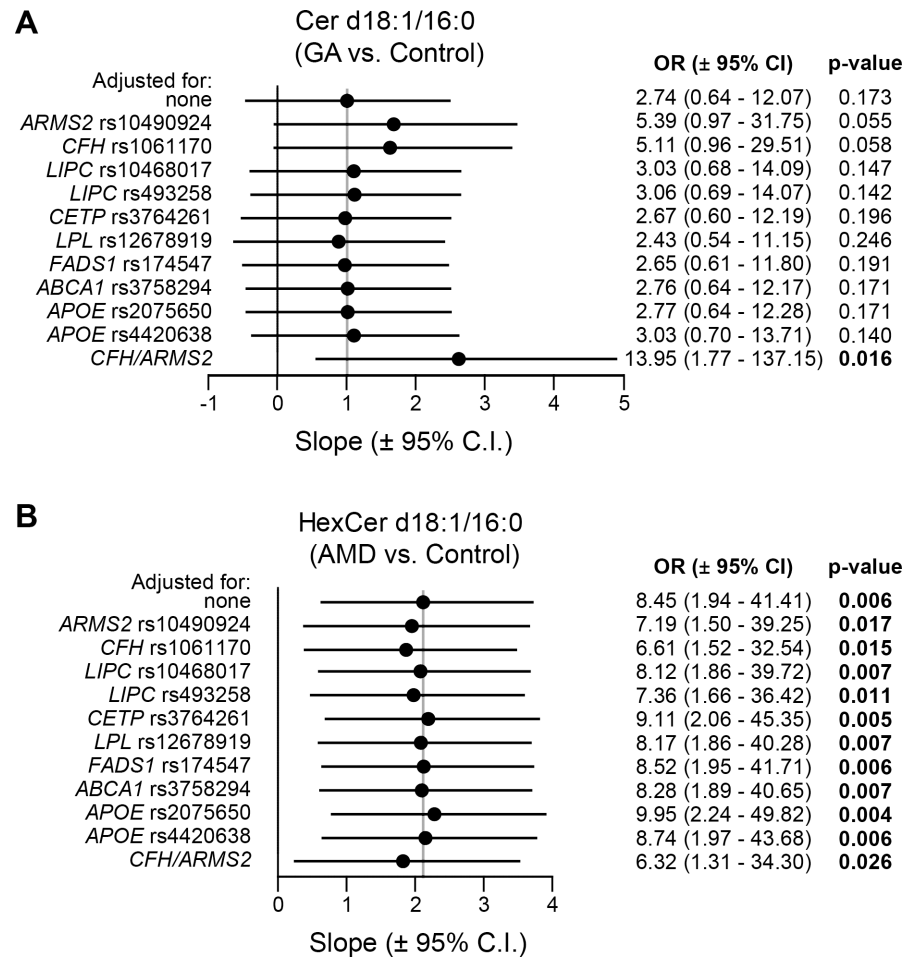 A
Cer d18:1/16:0
(GA vs. Control)
OR (± 95% CI) p-value
Adjusted for:
none 2.74 (0.64 - 12.07) 0.173
ARMS2 rs10490924 5.39 (0.97 - 31.75) 0.055
CFH rs1061170 5.11 (0.96 - 29.51) 0.058
LIPC rs10468017 3.03 (0.68 - 14.09) 0.147
LIPC rs493258 3.06 (0.69 - 14.07) 0.142
CETP rs3764261 2.67 (0.60 - 12.19) 0.196
LPL rs12678919 2.43 (0.54 - 11.15) 0.246
FADS1 rs174547 2.65 (0.61 - 11.80) 0.191
ABCA1 rs3758294 2.76 (0.64 - 12.17) 0.171
APOE rs2075650 2.77 (0.64 - 12.28) 0.171
APOE rs4420638 3.03 (0.70 - 13.71) 0.140
CFH/ARMS2 13.95 (1.77 - 137.15) 0.016
-1 0 1 2 3 4 5
Slope (± 95% C.I.)
B
HexCer d18:1/16:0
(AMD vs. Control)
OR (± 95% CI) p-value
Adjusted for:
none 8.45 (1.94 - 41.41) 0.006
ARMS2 rs10490924 7.19 (1.50 - 39.25) 0.017
CFH rs1061170 6.61 (1.52 - 32.54) 0.015
LIPC rs10468017 8.12 (1.86 - 39.72) 0.007
LIPC rs493258 7.36 (1.66 - 36.42) 0.011
CETP rs3764261 9.11 (2.06 - 45.35) 0.005
LPL rs12678919 8.17 (1.86 - 40.28) 0.007
FADS1 rs174547 8.52 (1.95 - 41.71) 0.006
ABCA1 rs3758294 8.28 (1.89 - 40.65) 0.007
APOE rs2075650 9.95 (2.24 - 49.82) 0.004
APOE rs4420638 8.74 (1.97 - 43.68) 0.006
CFH/ARMS2 6.32 (1.31 - 34.30) 0.026
0 1 2 3 4
Slope (± 95% C.I.)